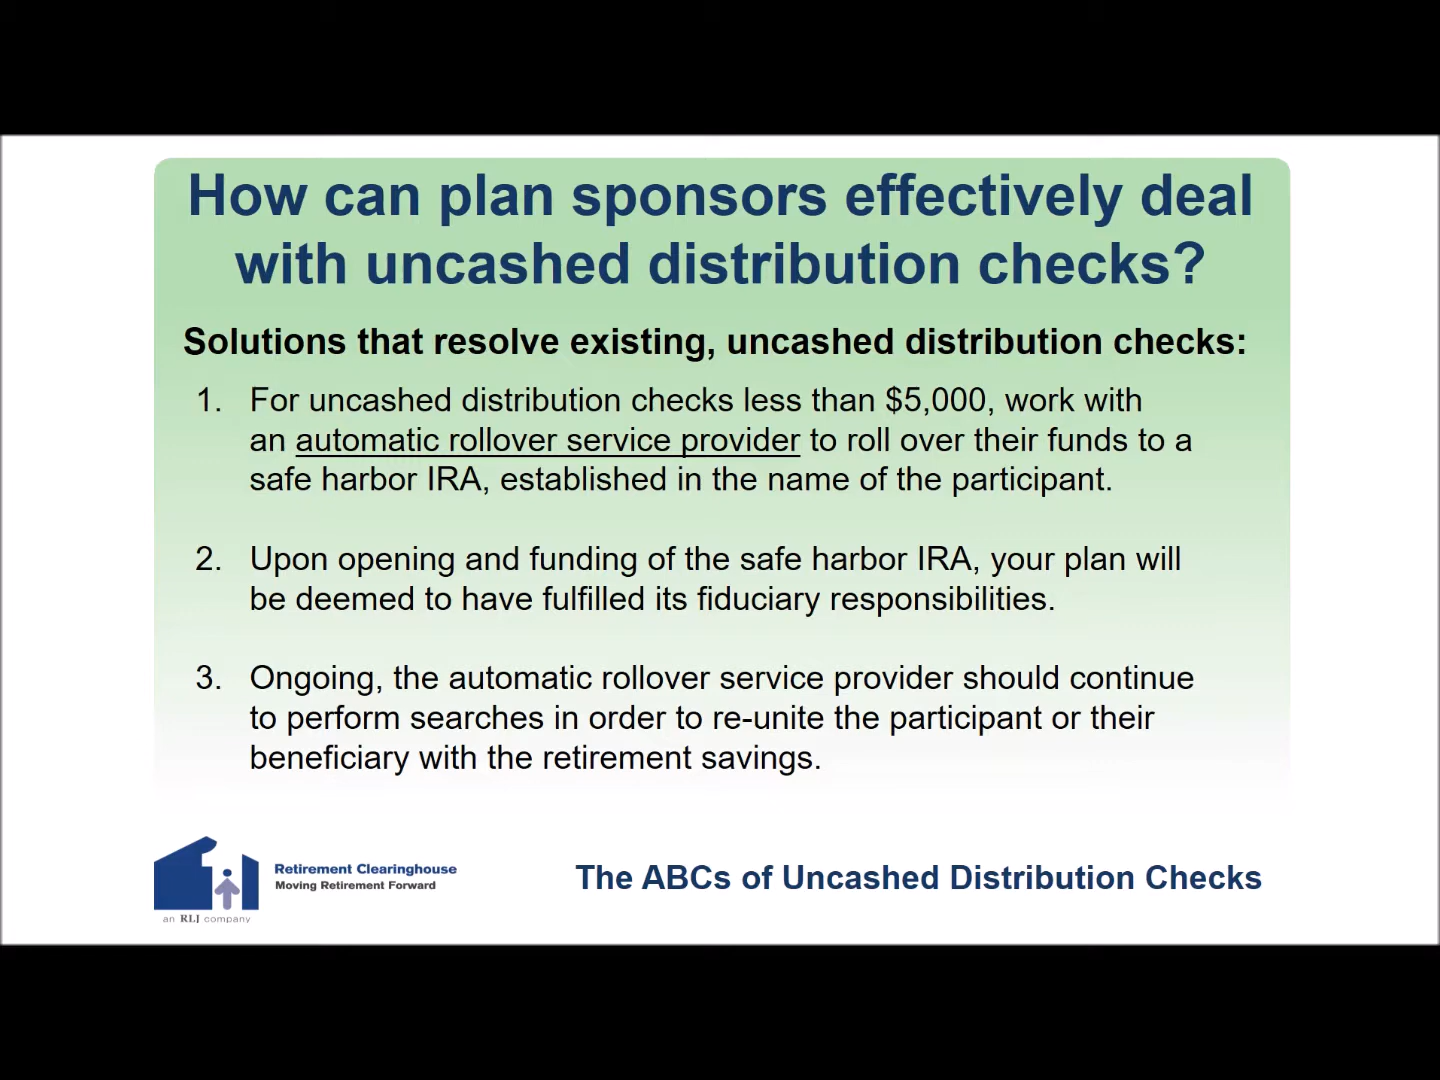 How can plan sponsors effectively deal
with uncashed distribution checks?
Solutions that resolve existing, uncashed distribution checks:
1. For uncashed distribution checks less than $5,000, work with
an automatic rollover service provider to roll over their funds to a
safe harbor IRA, established in the name of the participant.
2. Upon opening and funding of the safe harbor IRA, your plan will
be deemed to have fulfilled its fiduciary responsibilities.
3. Ongoing, the automatic rollover service provider should continue
to perform searches in order to re-unite the participant or their
beneficiary with the retirement savings.
Retirement Clearinghouse
Moving Retirement Forward
an RLJ company
The ABCs of Uncashed Distribution Checks